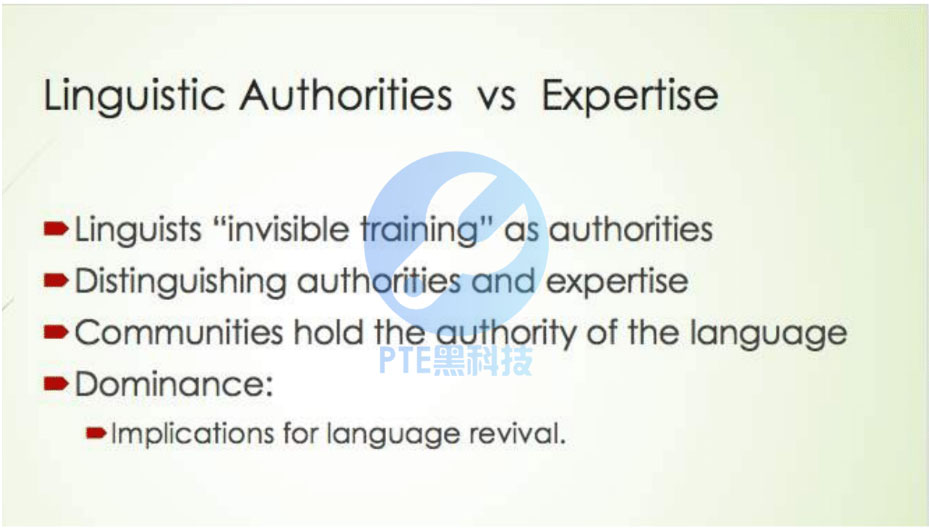 Linguistic Authorities vs Expertise
Linguists “invisible training” as authorities
Distinguishing authorities and expertise
Communities hold the authority of the language
PTE黑科技
Dominance:
Implications for language revival.